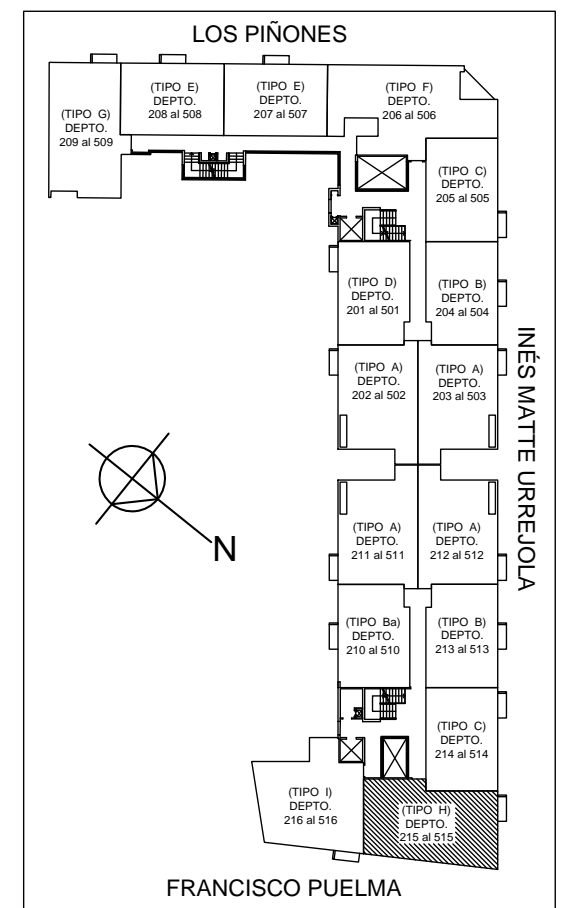 LOS PIÑONES
(TIPO G)
DEPTO.
209 al 509
(TIPO E)
DEPTO.
208 al 508
(TIPO E)
DEPTO.
207 al 507
(TIPO F)
DEPTO.
206 al 506
(TIPO C)
DEPTO.
205 al 505
(TIPO D)
DEPTO.
201 al 501
(TIPO B)
DEPTO.
204 al 504
(TIPO A)
DEPTO.
202 al 502
(TIPO A)
DEPTO.
203 al 503
INÉS MATTE URREJOLA
N
(TIPO A)
DEPTO.
211 al 511
(TIPO A)
DEPTO.
212 al 512
(TIPO Ba)
DEPTO.
210 al 510
(TIPO B)
DEPTO.
213 al 513
(TIPO C)
DEPTO.
214 al 514
(TIPO I)
DEPTO.
216 al 516
(TIPO H)
DEPTO.
215 al 515
FRANCISCO PUELMA